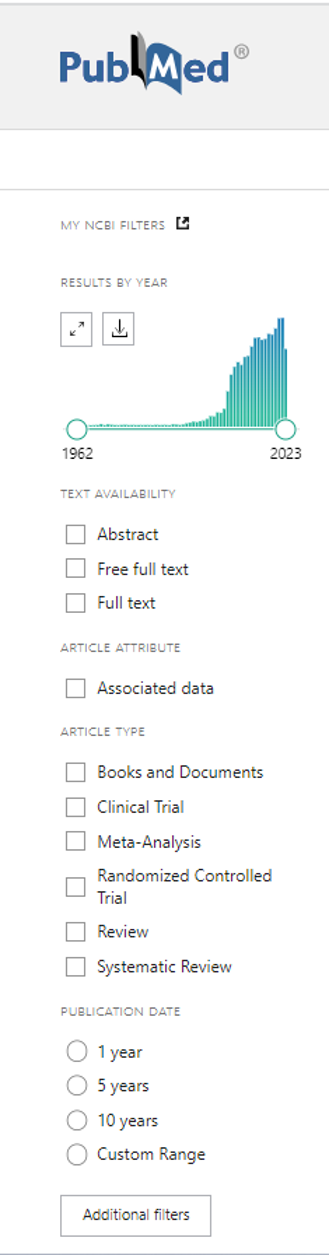 PubMed®
MY NCBI FILTERS
RESULTS BY YEAR
1962 2023
TEXT AVAILABILITY
Abstract
Free full text
Full text
ARTICLE ATTRIBUTE
Associated data
ARTICLE TYPE
Books and Documents
Clinical Trial
Meta-Analysis
Randomized Controlled
Trial
Review
Systematic Review
PUBLICATION DATE
1 year
5 years
10 years
Custom Range
Additional filters